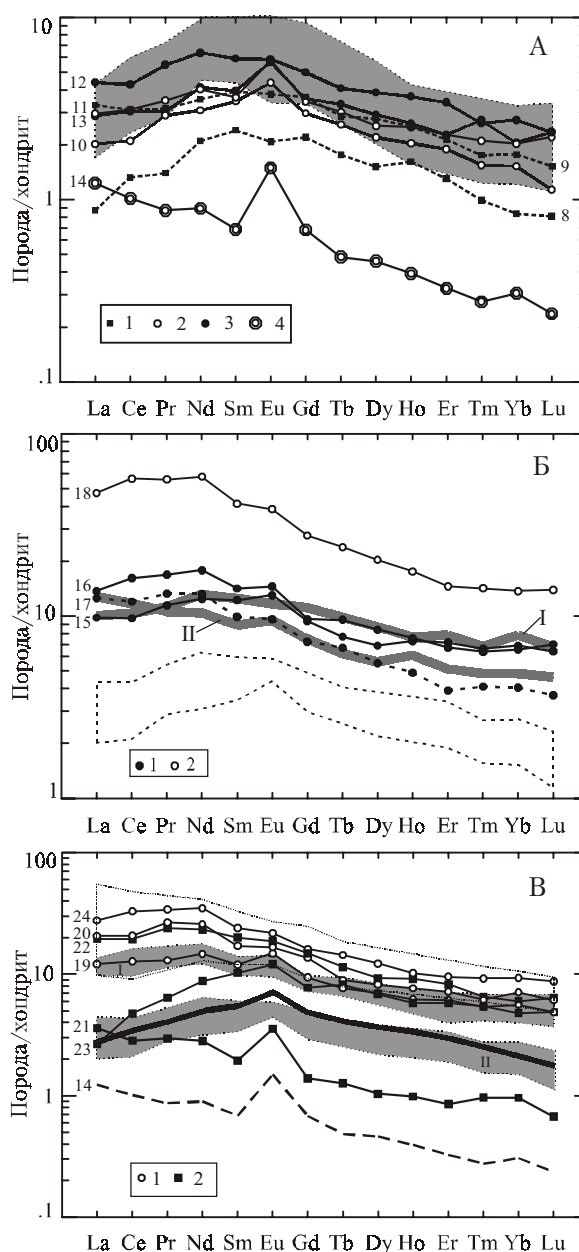 10
А
12
11
13
10
14
9
8
1
.1
Порода/хондрит
1 2 3 4
La Ce Pr Nd Sm Eu Gd Tb Dy Ho Er Tm Yb Lu
100
Б
18
16
17
15
10
I
II
1
Порода/хондрит
1 2
La Ce Pr Nd Sm Eu Gd Tb Dy Ho Er Tm Yb Lu
100
В
24
20
22
19
I
10
21
23
II
14
1
.1
Порода/хондрит
1 2
La Ce Pr Nd Sm Eu Gd Tb Dy Ho Er Tm Yb Lu